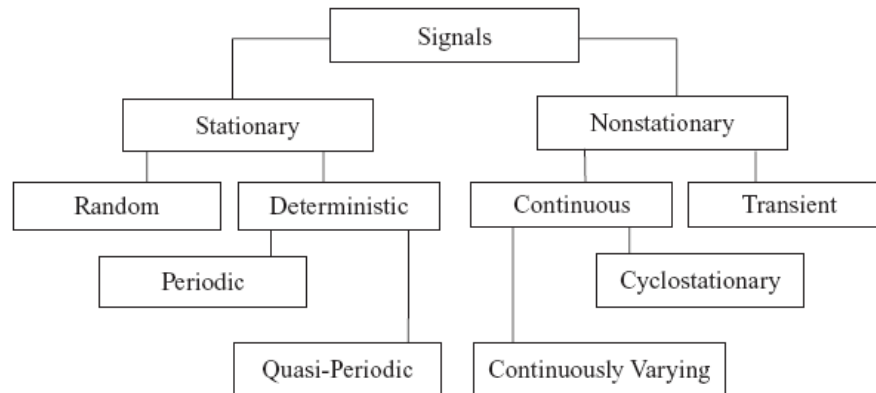 Signals
Stationary
Nonstationary
Random
Deterministic
Continuous
Transient
Periodic
Cyclostationary
Quasi-Periodic
Continuously Varying